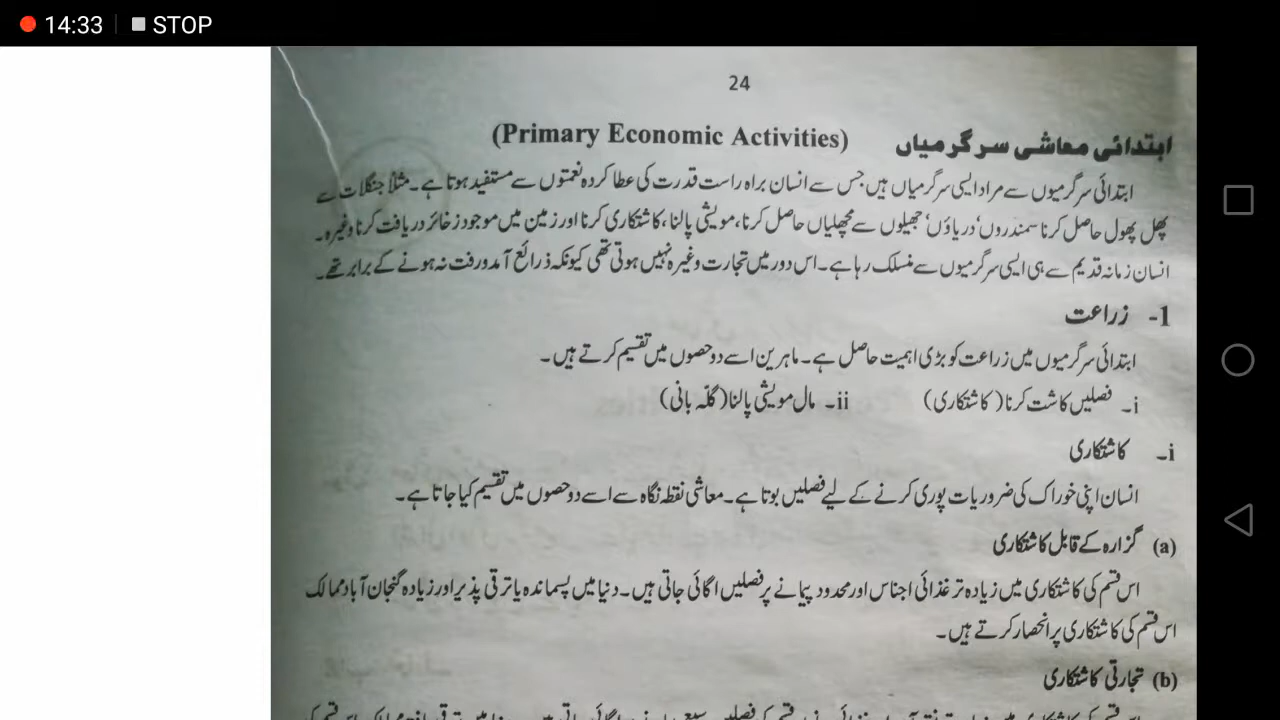 14:33 STOP
24
ابتدائی معاشی سرگرمیاں (Primary Economic Activities)
ابتدائی سرگرمیوں سے مراد ایسی سرگرمیاں ہیں جس سے انسان براہ راست قدرت کی عطا کردہ نعمتوں سے مستفید ہوتا ہے۔ مثلاً جنگلات سے
پھل پھول حاصل کرنا سمندروں، دریاؤں، جھیلوں سے مچھلیاں حاصل کرنا، مویشی پالنا، کاشتکاری کرنا اور زمین میں موجود ذخائر دریافت کرنا وغیرہ۔
انسان زمانہ قدیم سے ہی ایسی سرگرمیوں سے منسلک رہا ہے۔ اس دور میں تجارت وغیرہ نہیں ہوتی تھی کیونکہ ذرائع آمدورفت نہ ہونے کے برابر تھے۔
1- زراعت
ابتدائی سرگرمیوں میں زراعت کو بڑی اہمیت حاصل ہے۔ ماہرین اسے دو حصوں میں تقسیم کرتے ہیں۔
i۔ فصلیں کاشت کرنا (کاشتکاری) ii۔ مال مویشی پالنا (گلّہ بانی)
i۔ کاشتکاری
انسان اپنی خوراک کی ضروریات پوری کرنے کے لیے فصلیں بوتا ہے۔ معاشی نقطہ نگاہ سے اسے دو حصوں میں تقسیم کیا جاتا ہے۔
(a) گزارہ کے قابل کاشتکاری
اس قسم کی کاشتکاری میں زیادہ تر غذائی اجناس اور محدود پیمانے پر فصلیں اگائی جاتی ہیں۔ دنیا میں پسماندہ یا ترقی پذیر اور زیادہ گنجان آباد ممالک
اس قسم کی کاشتکاری پر انحصار کرتے ہیں۔
(b) تجارتی کاشتکاری